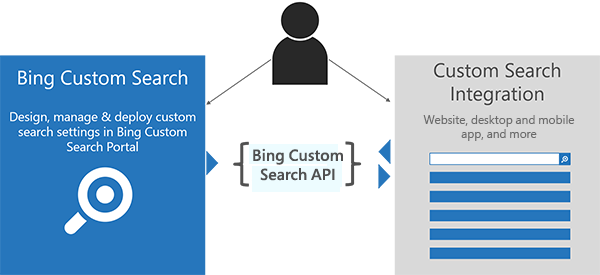 Bing Custom Search
Design, manage & deploy custom
search settings in Bing Custom
Search Portal
Bing Custom
Search API
Custom Search
Integration
Website, desktop and mobile
app, and more